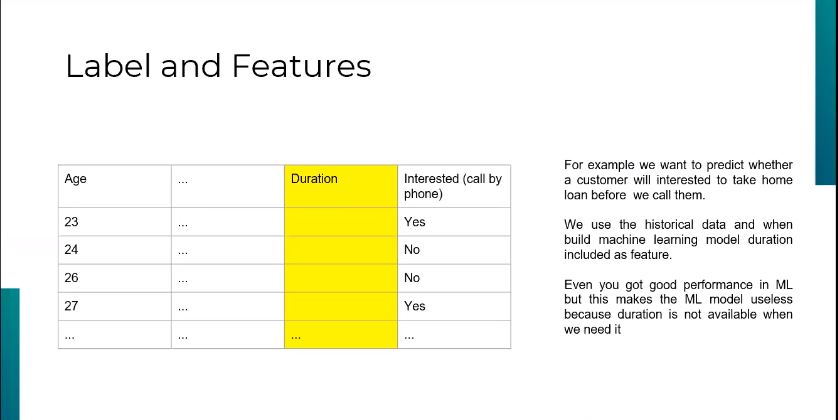 Label and Features
Age ... Duration Interested (call by
phone)
23 ... Yes
24 ... No
26 ... No
27 ... Yes
... ... ... ...
For example we want to predict whether
a customer will interested to take home
loan before we call them.
We use the historical data and when
build machine learning model duration
included as feature.
Even you got good performance in ML
but this makes the ML model useless
because duration is not available when
we need it